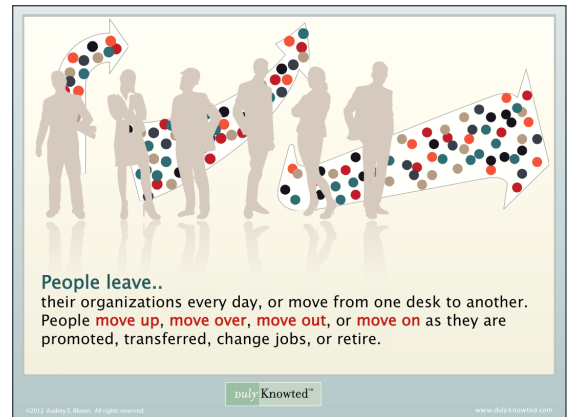 People leave..
their organizations every day, or move from one desk to another.
People move up, move over, move out, or move on as they are
promoted, transferred, change jobs, or retire.
Duly Knowted™
©2012 Audrey E. Bloom. All rights reserved.
www.dulyknowted.com